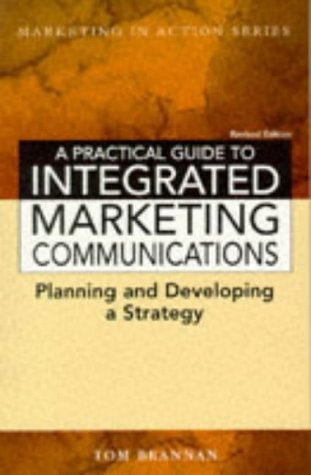 MARKETING IN ACTION SERIES
Revised Edition
A PRACTICAL GUIDE TO
INTEGRATED
MARKETING
COMMUNICATIONS
Planning and Developing
a Strategy
TOM BRANNAN